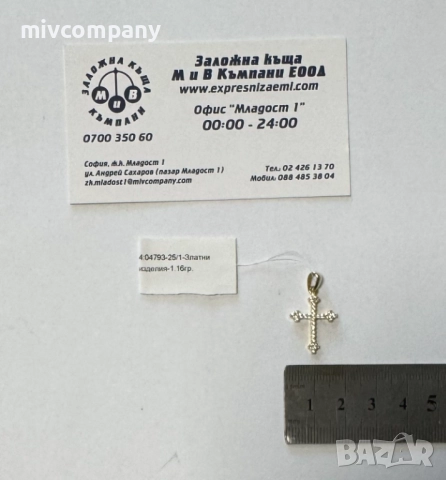 mivcompany
ЗАЛОЖНА КЪЩА
М и В
КЪМПАНИ
0700 350 60
Заложна къща
М и В Къмпани ЕООД
www.expresnizaemi.com
Офис "Младост 1"
00:00 - 24:00
София, ж.к. Младост 1
ул. Андрей Сахаров (пазар Младост 1)
zh.mladost1@mivcompany.com
Тел.: 02 426 13 70
Мобил.: 088 485 38 04
4:04793-25/1-Златни
изделия-1.16гр.
1 2 3 4 5
bazar.bg